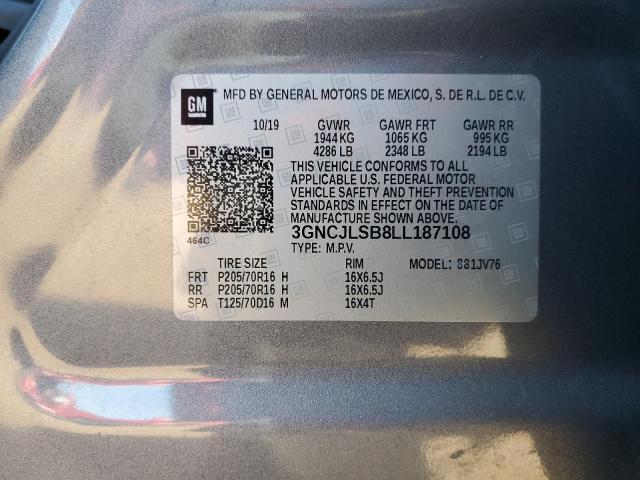 GM MFD BY GENERAL MOTORS DE MEXICO, S. DE R.L. DE C.V.
10/19 GVWR GAWR FRT GAWR RR
1944 KG 1065 KG 995 KG
4286 LB 2348 LB 2194 LB
THIS VEHICLE CONFORMS TO ALL
APPLICABLE U.S. FEDERAL MOTOR
VEHICLE SAFETY AND THEFT PREVENTION
STANDARDS IN EFFECT ON THE DATE OF
MANUFACTURE SHOWN ABOVE.
464C 3GNCJLSB8LL187108
TYPE: M.P.V.
TIRE SIZE RIM MODEL: 881JV76
FRT P205/70R16 H 16X6.5J
RR P205/70R16 H 16X6.5J
SPA T125/70D16 M 16X4T